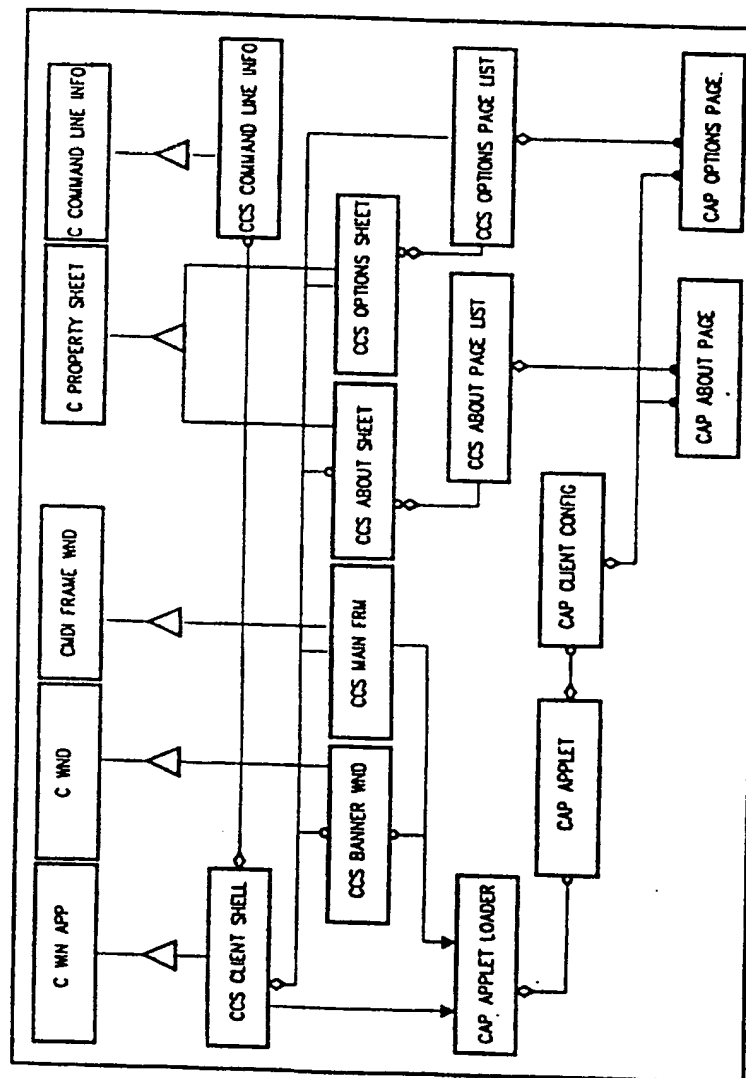 C WIN APP
C WND
CMDI FRAME WND
C PROPERTY SHEET
C COMMAND LINE INFO
CCS CLIENT SHELL
CCS COMMAND LINE INFO
CCS BANNER WND
CCS MAIN FRM
CCS ABOUT SHEET
CCS OPTIONS SHEET
CAP APPLET LOADER
CCS ABOUT PAGE LIST
CCS OPTIONS PAGE LIST
CAP APPLET
CAP CLIENT CONFIG
CAP ABOUT PAGE
CAP OPTIONS PAGE.